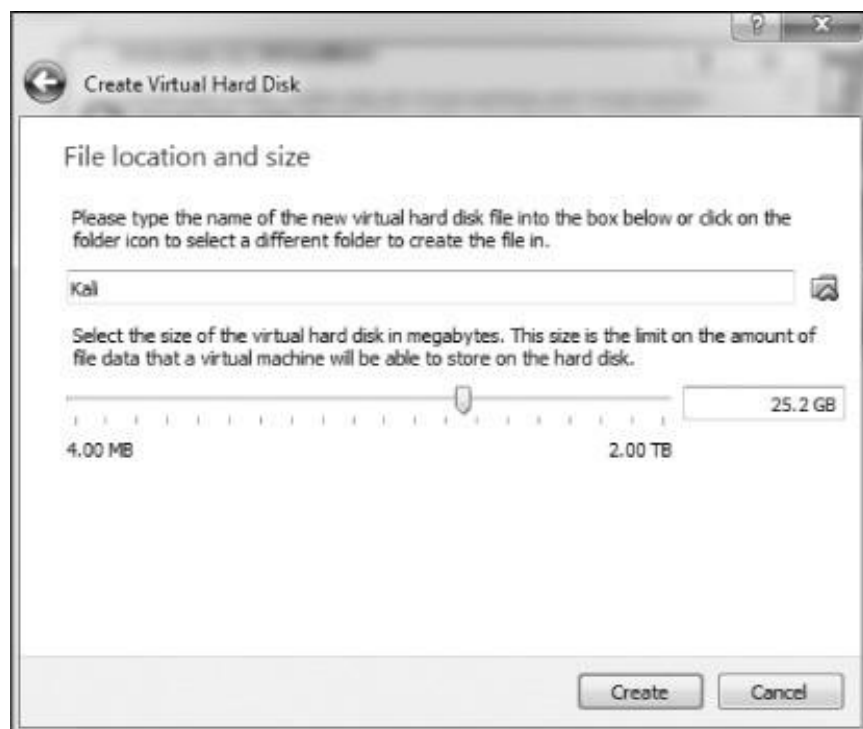 Create Virtual Hard Disk
File location and size
Please type the name of the new virtual hard disk file into the box below or click on the
folder icon to select a different folder to create the file in.
Kali
Select the size of the virtual hard disk in megabytes. This size is the limit on the amount of
file data that a virtual machine will be able to store on the hard disk.
25.2 GB
4.00 MB
2.00 TB
Create
Cancel